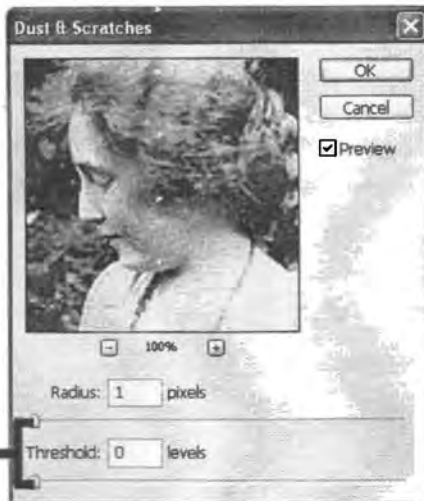 Dust & Scratches
OK
Cancel
Preview
100%
Radius: 1 pixels
Threshold: 0 levels